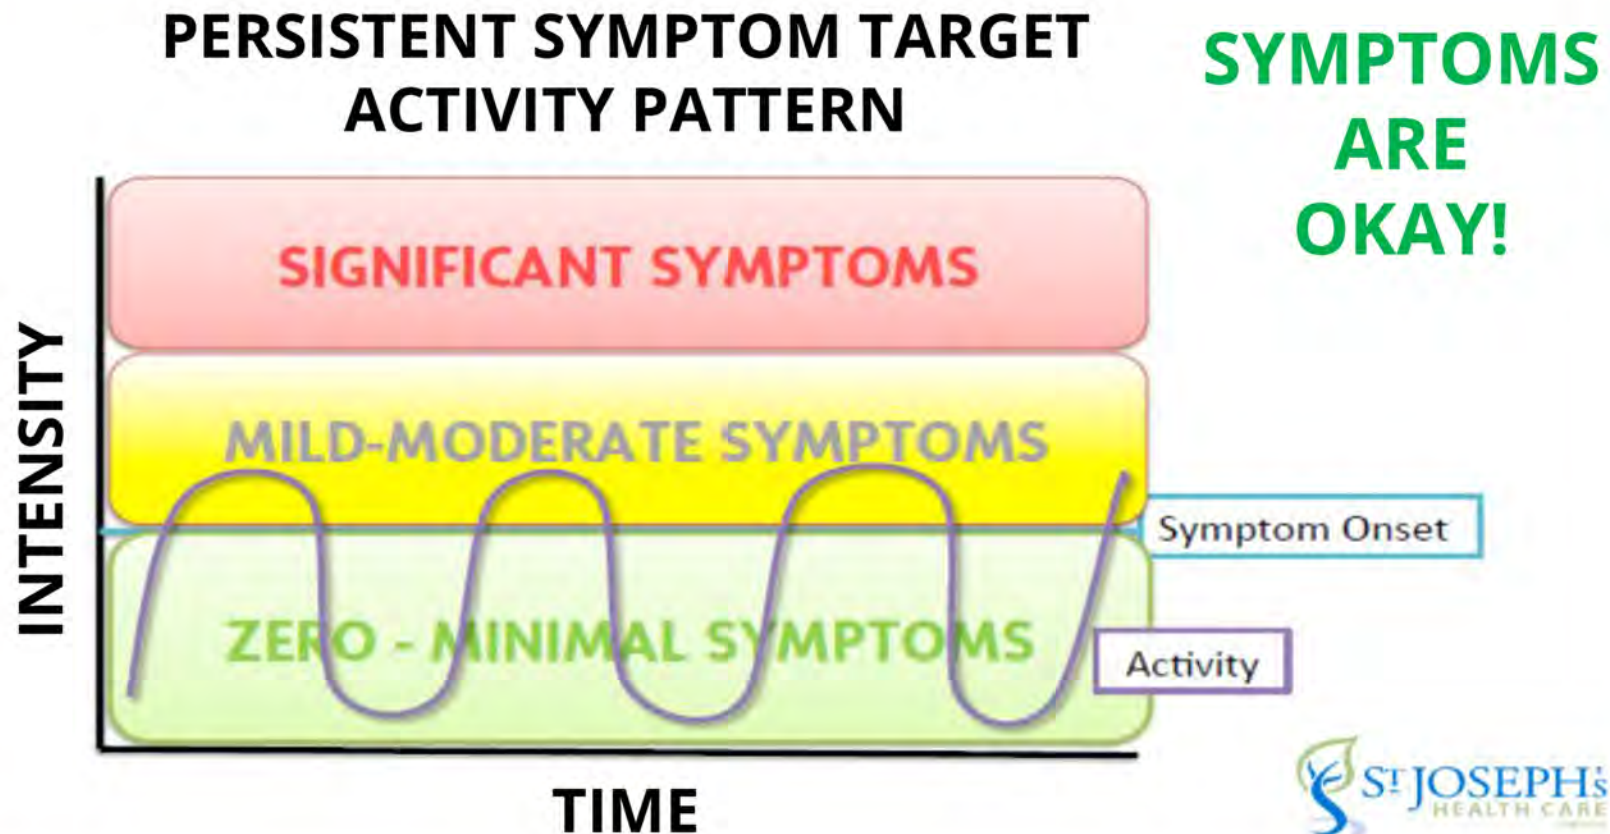 PERSISTENT SYMPTOM TARGET
ACTIVITY PATTERN
SYMPTOMS
ARE
OKAY!
SIGNIFICANT SYMPTOMS
MILD-MODERATE SYMPTOMS
ZERO - MINIMAL SYMPTOMS
Symptom Onset
Activity
INTENSITY
TIME
ST JOSEPH's
HEALTH CARE